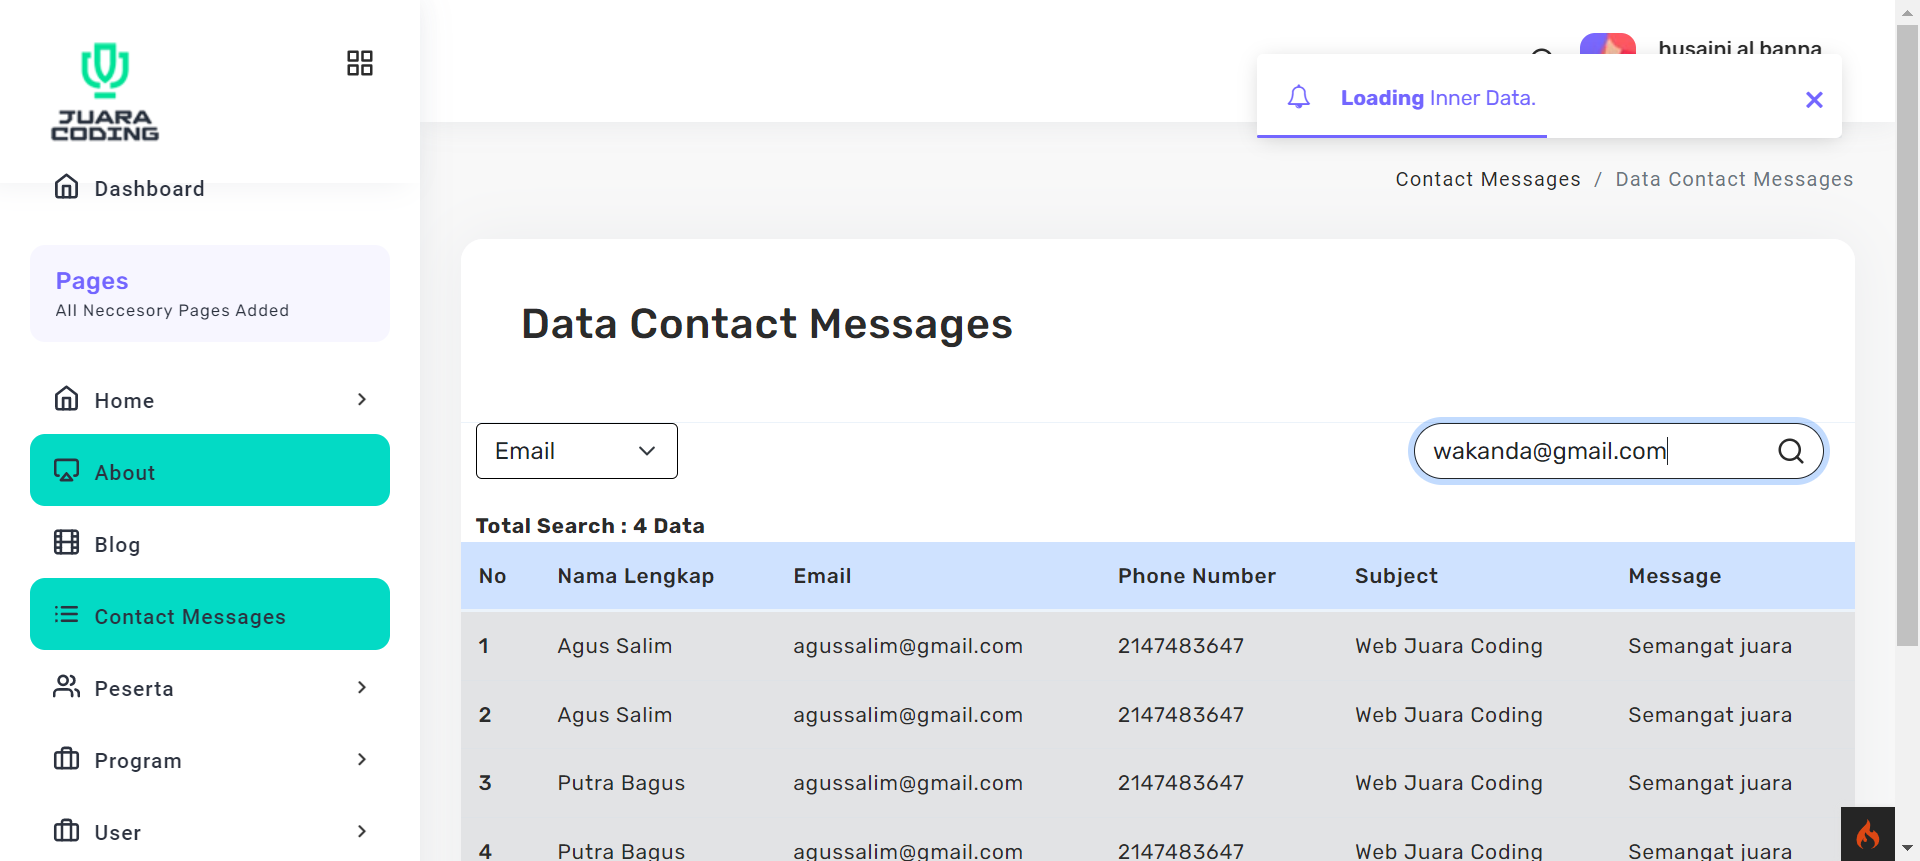 JUARA
CODING
husaini al banna
Loading Inner Data.
Dashboard
Contact Messages / Data Contact Messages
Pages
All Neccesory Pages Added
Data Contact Messages
Home
Email
wakanda@gmail.com
About
Total Search : 4 Data
Blog
No Nama Lengkap Email Phone Number Subject Message
Contact Messages
1 Agus Salim agussalim@gmail.com 2147483647 Web Juara Coding Semangat juara
Peserta
2 Agus Salim agussalim@gmail.com 2147483647 Web Juara Coding Semangat juara
Program
3 Putra Bagus agussalim@gmail.com 2147483647 Web Juara Coding Semangat juara
User
4 Putra Bagus agussalim@gmail.com 2147483647 Web Juara Coding Semangat juara